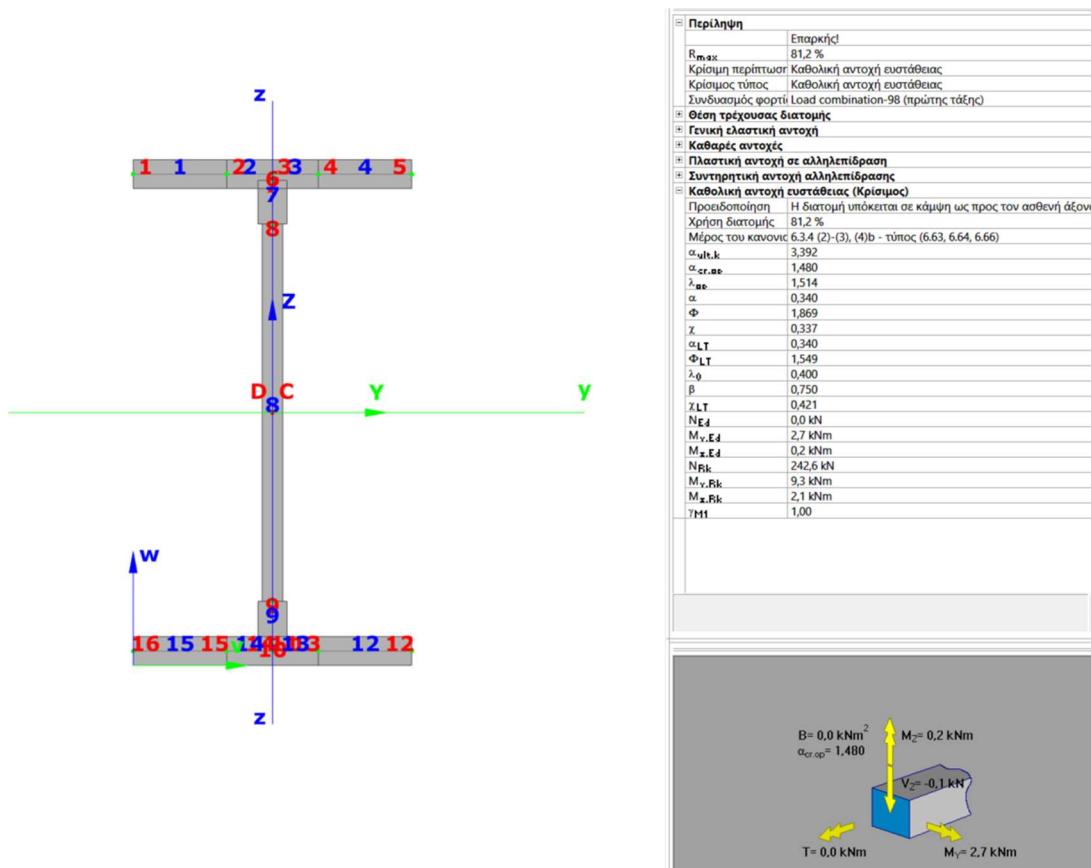 z
1 1 2 2 3 3 4 4 5
6
7
8
Z
D C Y y
8
w
9
9
16 15 15 14 13 12 12
v
10
z
Περίληψη
Επαρκής!
Rmax 81,2 %
Κρίσιμη περίπτωση Καθολική αντοχή ευστάθειας
Κρίσιμος τύπος Καθολική αντοχή ευστάθειας
Συνδυασμός φορτί Load combination-98 (πρώτης τάξης)
Θέση τρέχουσας διατομής
Γενική ελαστική αντοχή
Καθαρές αντοχές
Πλαστική αντοχή σε αλληλεπίδραση
Συντηρητική αντοχή αλληλεπίδρασης
Καθολική αντοχή ευστάθειας (Κρίσιμος)
Προειδοποίηση Η διατομή υπόκειται σε κάμψη ως προς τον ασθενή άξονα
Χρήση διατομής 81,2 %
Μέρος του κανονισ 6.3.4 (2)-(3), (4)b - τύπος (6.63, 6.64, 6.66)
αult.k 3,392
αcr.op 1,480
λop 1,514
α 0,340
Φ 1,869
χ 0,337
αLT 0,340
ΦLT 1,549
λ0 0,400
β 0,750
χLT 0,421
NEd 0,0 kN
My.Ed 2,7 kNm
Mz.Ed 0,2 kNm
NRk 242,6 kN
My.Rk 9,3 kNm
Mz.Rk 2,1 kNm
γM1 1,00
B= 0,0 kNm² MZ= 0,2 kNm
αcr.op= 1,480
VZ= -0,1 kN
T= 0,0 kNm MY= 2,7 kNm